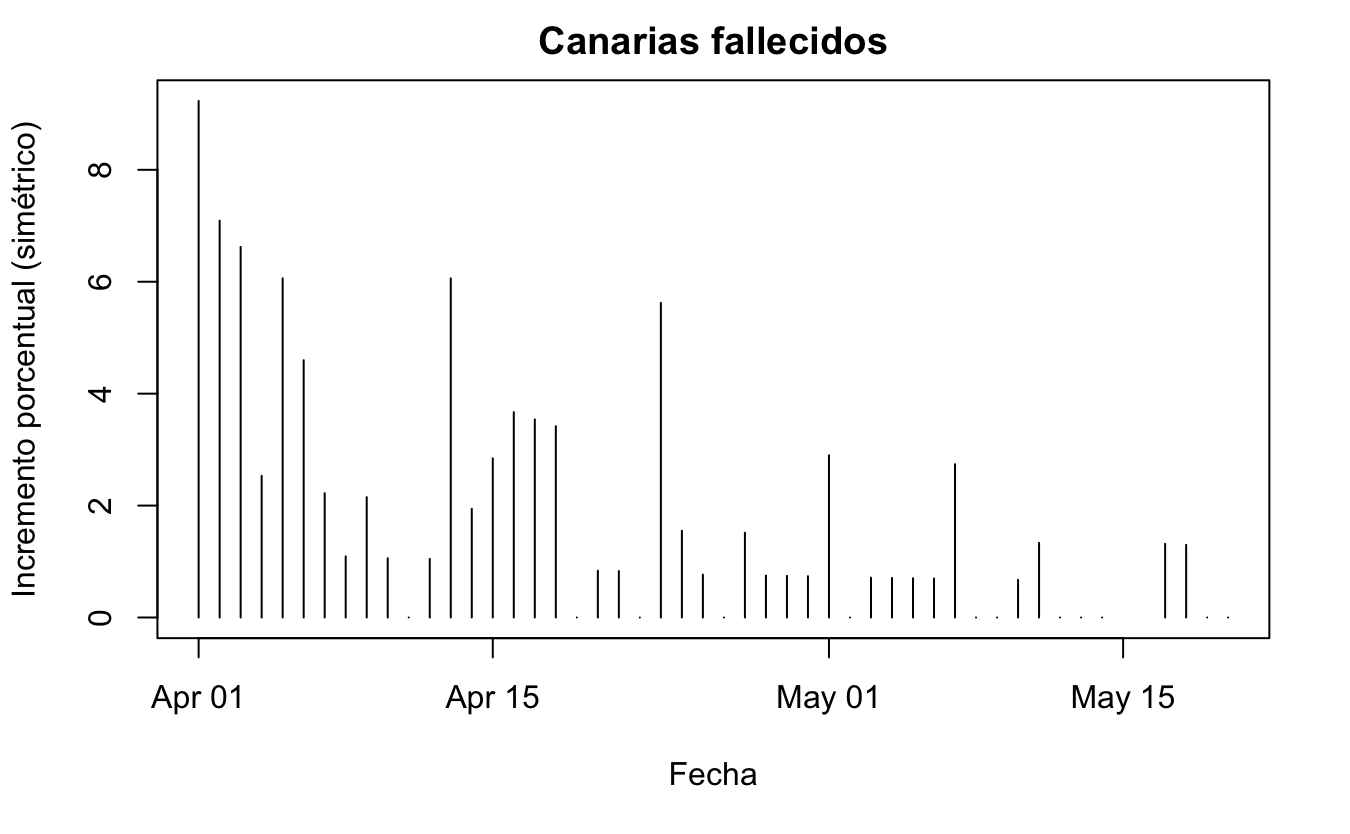 Canarias fallecidos
Incremento porcentual (simétrico)
8
6
4
2
0
Apr 01 Apr 15 May 01 May 15
Fecha